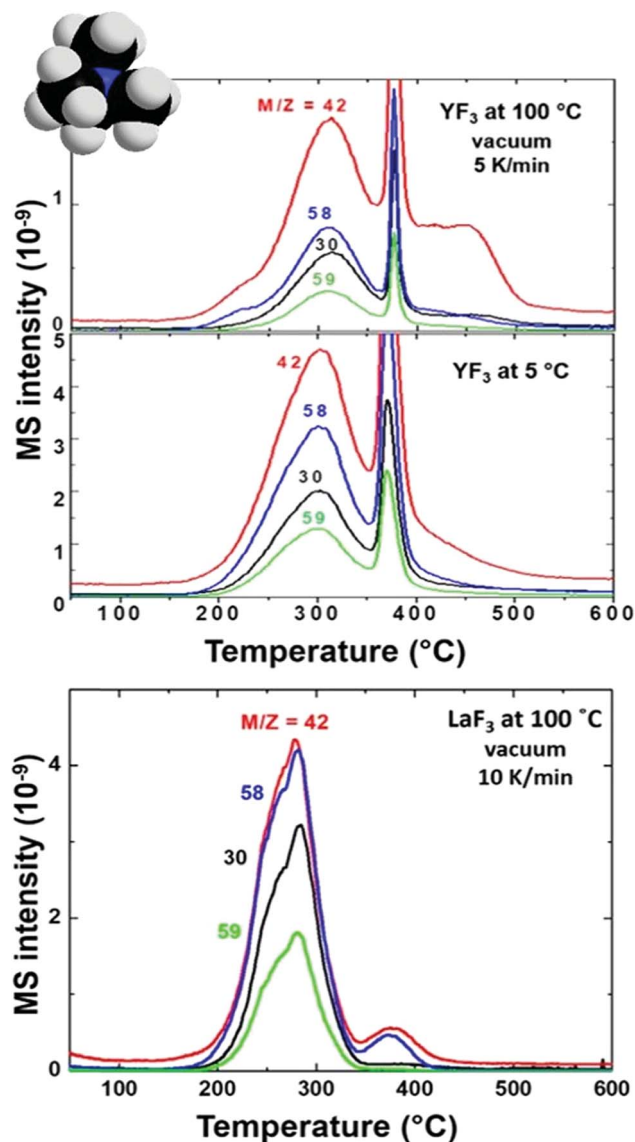 M/Z = 42
YF₃ at 100 °C
vacuum
5 K/min
58
30
59
1
0
MS intensity (10⁻⁹)
5
4
3
2
1
0
YF₃ at 5 °C
42
58
30
59
100 200 300 400 500 600
Temperature (°C)
M/Z = 42
LaF₃ at 100 ˚C
vacuum
10 K/min
58
30
59
4
2
0
MS intensity (10⁻⁹)
100 200 300 400 500 600
Temperature (°C)